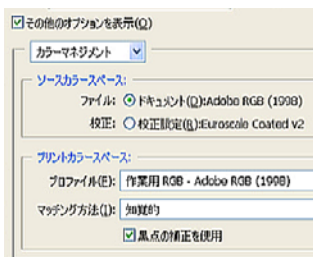 その他のオプションを表示(O)
カラーマネジメント
ソースカラースペース:
ファイル: ドキュメント(D):Adobe RGB (1998)
校正: 校正設定(R):Euroscale Coated v2
プリントカラースペース:
プロファイル(E): 作業用 RGB - Adobe RGB (1998)
マッチング方法(I): 知覚的
黒点の補正を使用